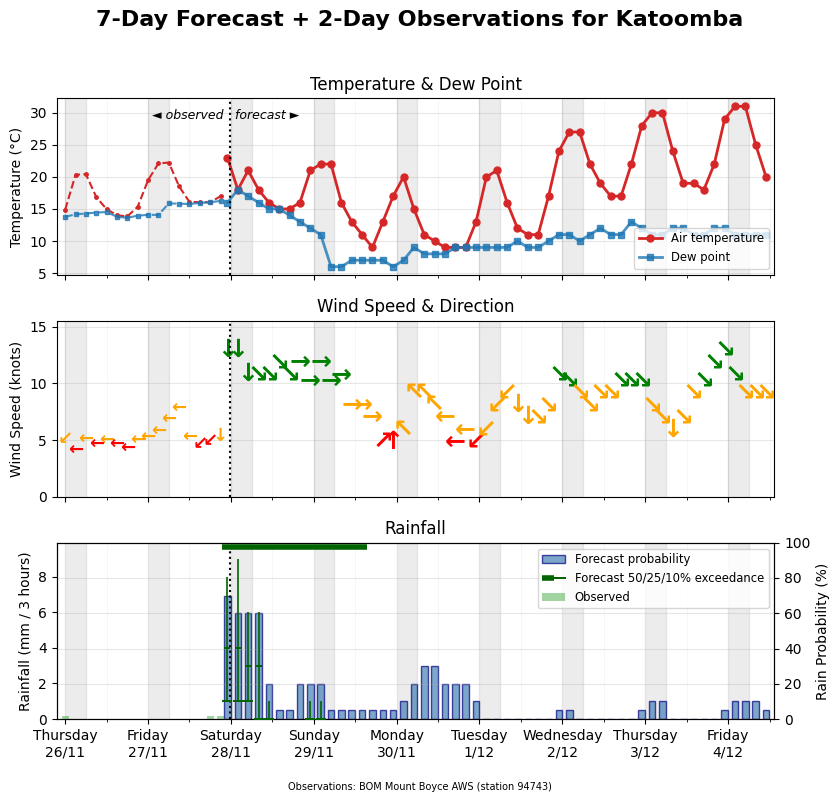 7-Day Forecast + 2-Day Observations for Katoomba
Temperature & Dew Point
Temperature (°C)
30
25
20
15
10
5
◄ observed
forecast ►
Air temperature
Dew point
Wind Speed & Direction
Wind Speed (knots)
15
10
5
0
Rainfall
Rainfall (mm / 3 hours)
8
6
4
2
0
Forecast probability
Forecast 50/25/10% exceedance
Observed
100
80
60
40
20
0
Rain Probability (%)
Thursday
26/11
Friday
27/11
Saturday
28/11
Sunday
29/11
Monday
30/11
Tuesday
1/12
Wednesday
2/12
Thursday
3/12
Friday
4/12
Observations: BOM Mount Boyce AWS (station 94743)